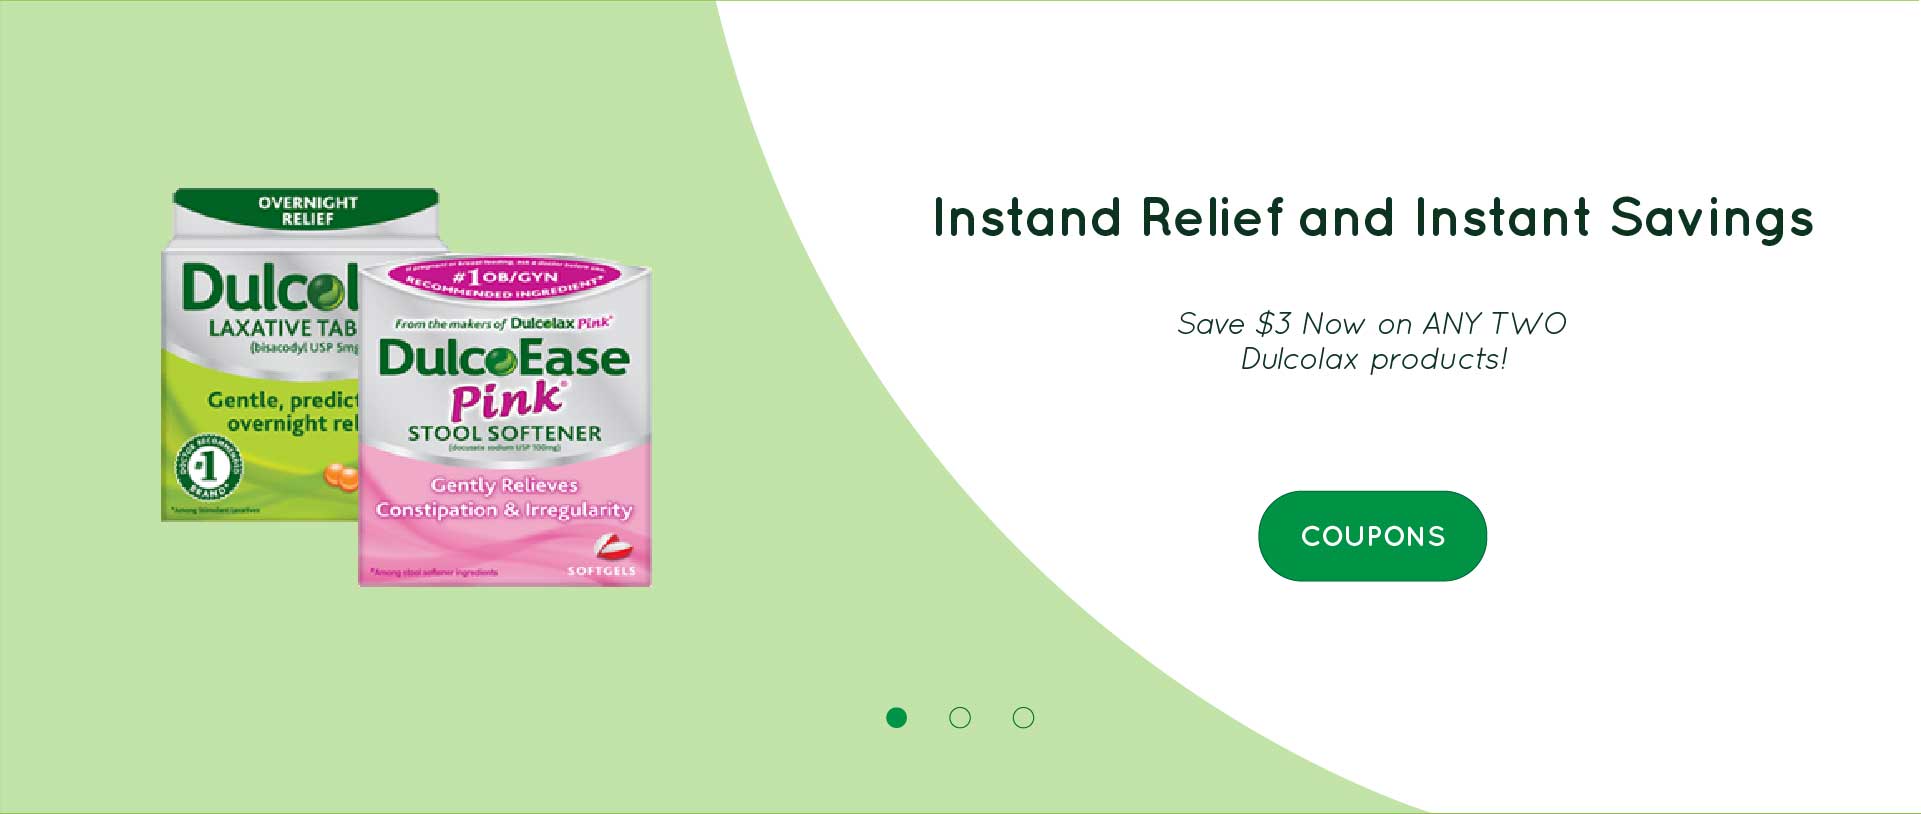 OVERNIGHT
RELIEF
Dulcol
LAXATIVE TAB
(bisacodyl USP 5mg
Gentle, predict
overnight rel
DOCTOR RECOMMENDED
#1
BRAND*
*Among Stimulant Laxatives
If pregnant or breast feeding, ask a doctor before use.
#1 OB/GYN
RECOMMENDED INGREDIENT*
From the makers of Dulcolax Pink®
DulcoEase
Pink®
STOOL SOFTENER
(docusate sodium USP 100mg)
Gently Relieves
Constipation & Irregularity
*Among stool softener ingredients
SOFTGELS
Instand Relief and Instant Savings
Save $3 Now on ANY TWO
Dulcolax products!
COUPONS